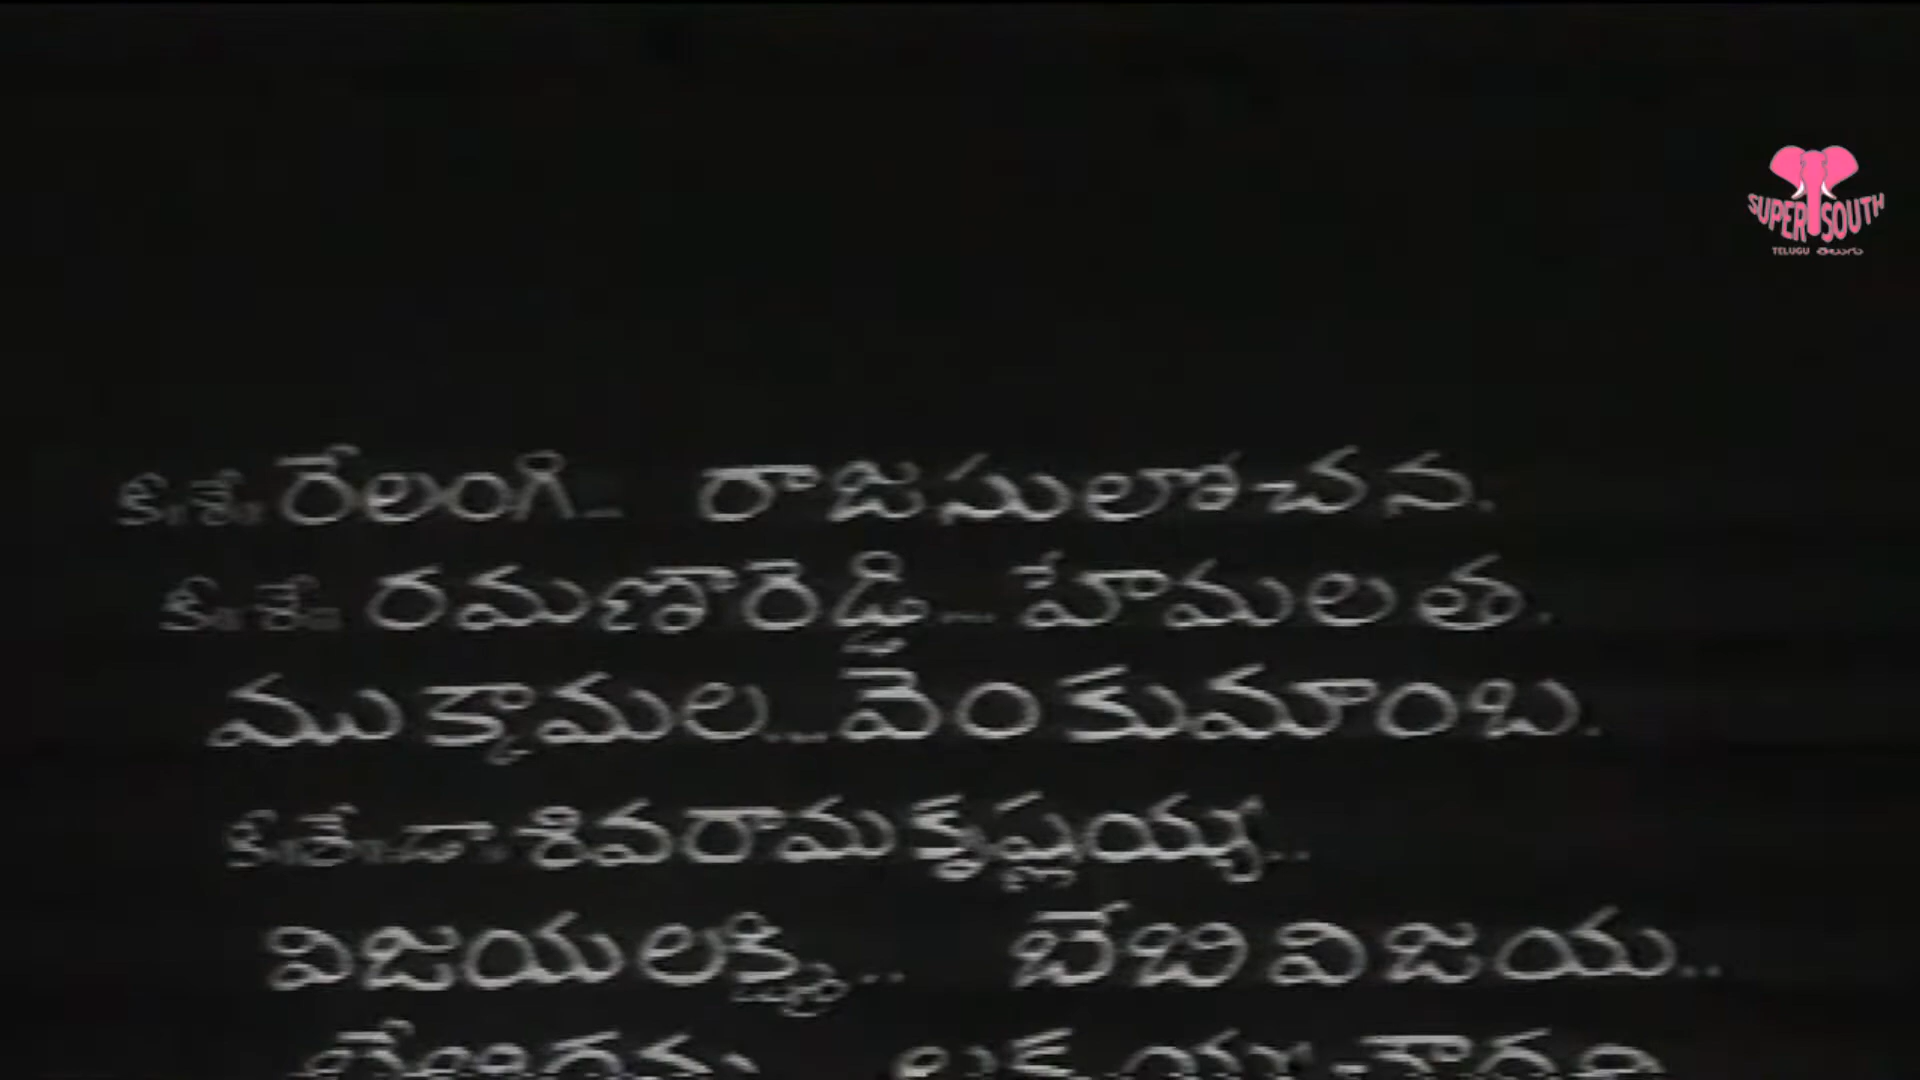 SUPER SOUTH
TELUGU తెలుగు
కీ॥శే॥ రేలంగి... రాజసులోచన.
కీ॥శే॥ రమణారెడ్డి... హేమలత.
ముక్కామల... వెంకుమాంబ.
కీ॥శే॥ డా॥ శివరామకృష్ణయ్య..
విజయలక్ష్మి.. బేబి విజయ..